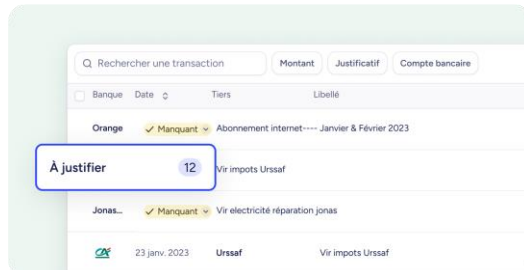 Rechercher une transaction Montant Justificatif Compte bancaire
Banque Date Tiers Libellé
Orange Manquant Abonnement internet---- Janvier & Février 2023
À justifier 12 Vir impots Urssaf
Jonas... Manquant Vir electricité réparation jonas
CA 23 janv. 2023 Urssaf Vir impots Urssaf